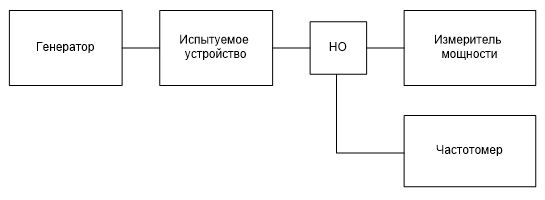 Генератор
Испытуемое
устройство
НО
Измеритель
мощности
Частотомер